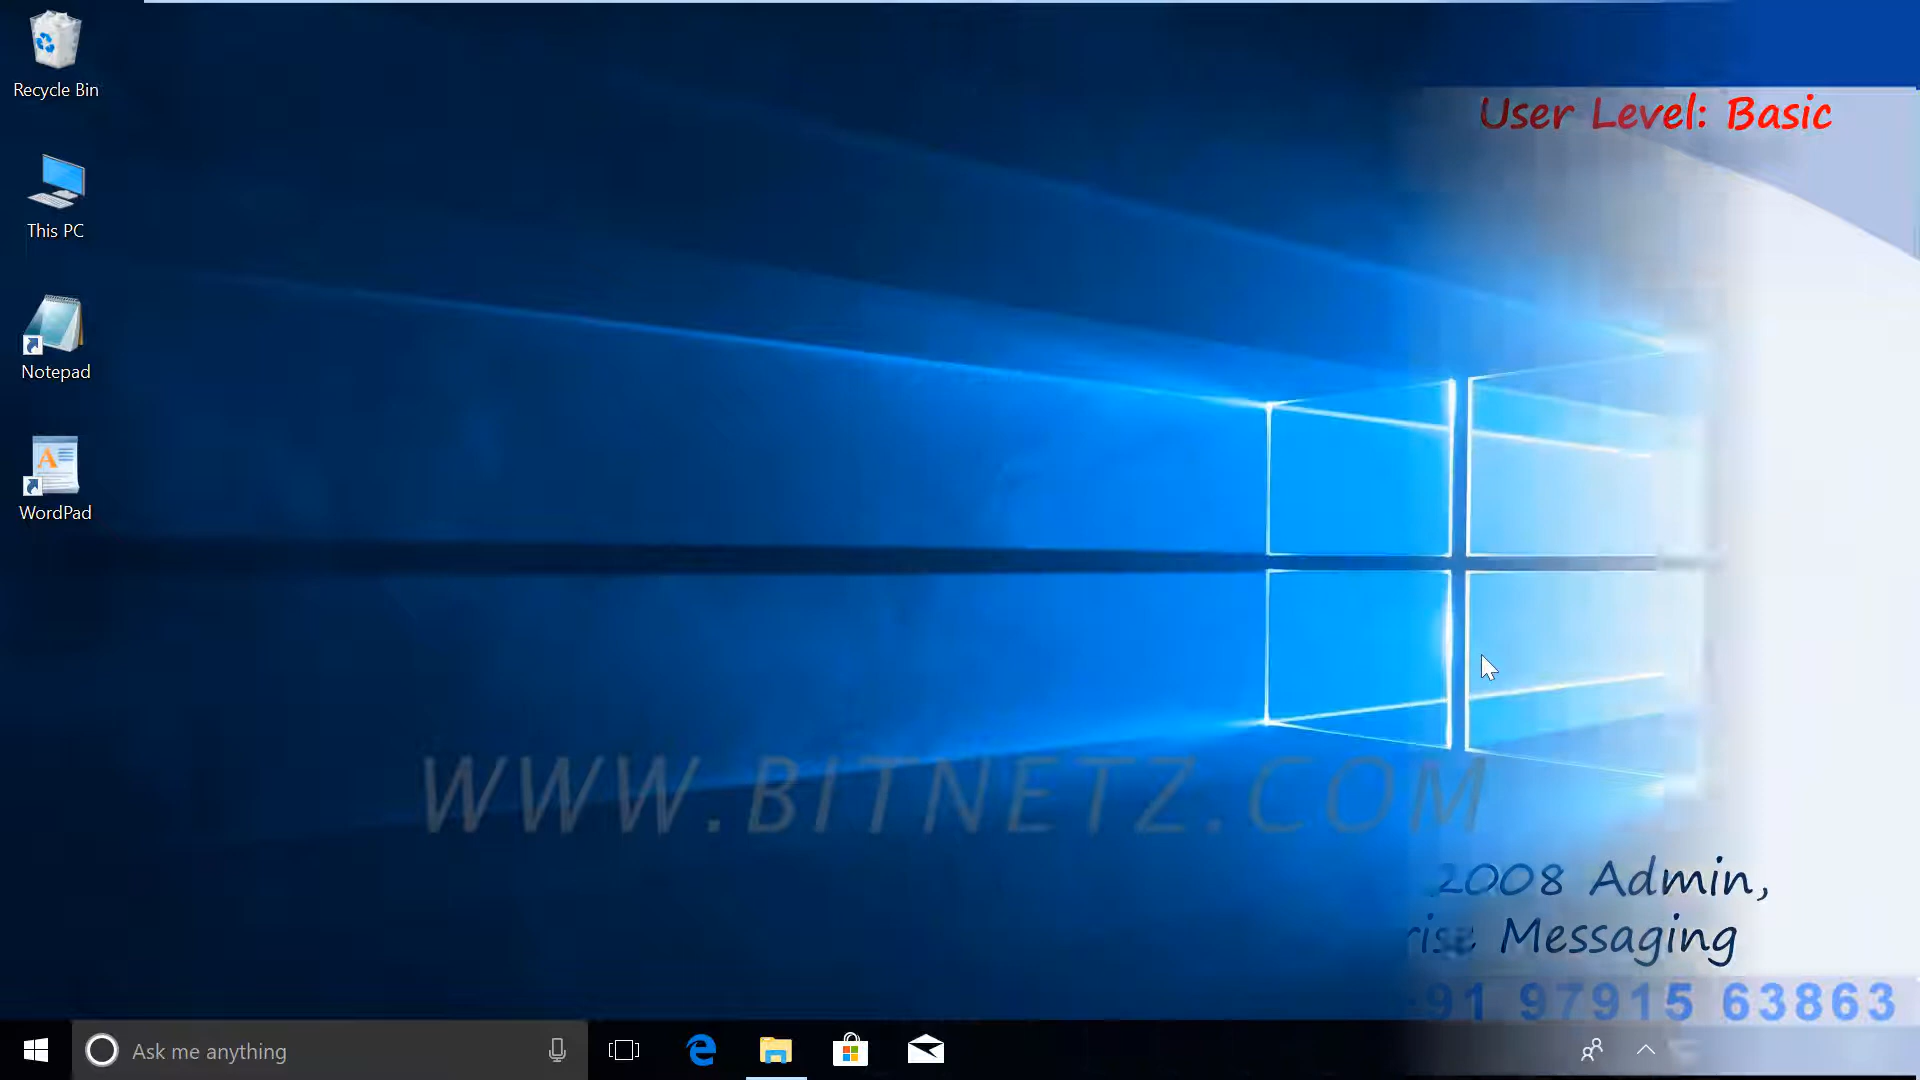 Recycle Bin
User Level: Basic
This PC
Notepad
WordPad
WWW.BITNETZ.COM
2008 Admin,
Messaging
91 97915 63863
Ask me anything